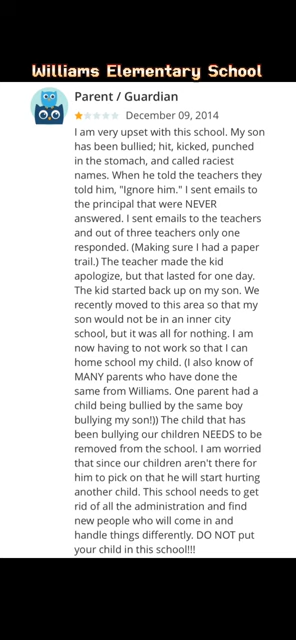 Williams Elementary School
Parent / Guardian
December 09, 2014
I am very upset with this school. My son
has been bullied; hit, kicked, punched
in the stomach, and called raciest
names. When he told the teachers they
told him, "Ignore him." I sent emails to
the principal that were NEVER
answered. I sent emails to the teachers
and out of three teachers only one
responded. (Making sure I had a paper
trail.) The teacher made the kid
apologize, but that lasted for one day.
The kid started back up on my son. We
recently moved to this area so that my
son would not be in an inner city
school, but it was all for nothing. I am
now having to not work so that I can
home school my child. (I also know of
MANY parents who have done the
same from Williams. One parent had a
child being bullied by the same boy
bullying my son!)) The child that has
been bullying our children NEEDS to be
removed from the school. I am worried
that since our children aren't there for
him to pick on that he will start hurting
another child. This school needs to get
rid of all the administration and find
new people who will come in and
handle things differently. DO NOT put
your child in this school!!!